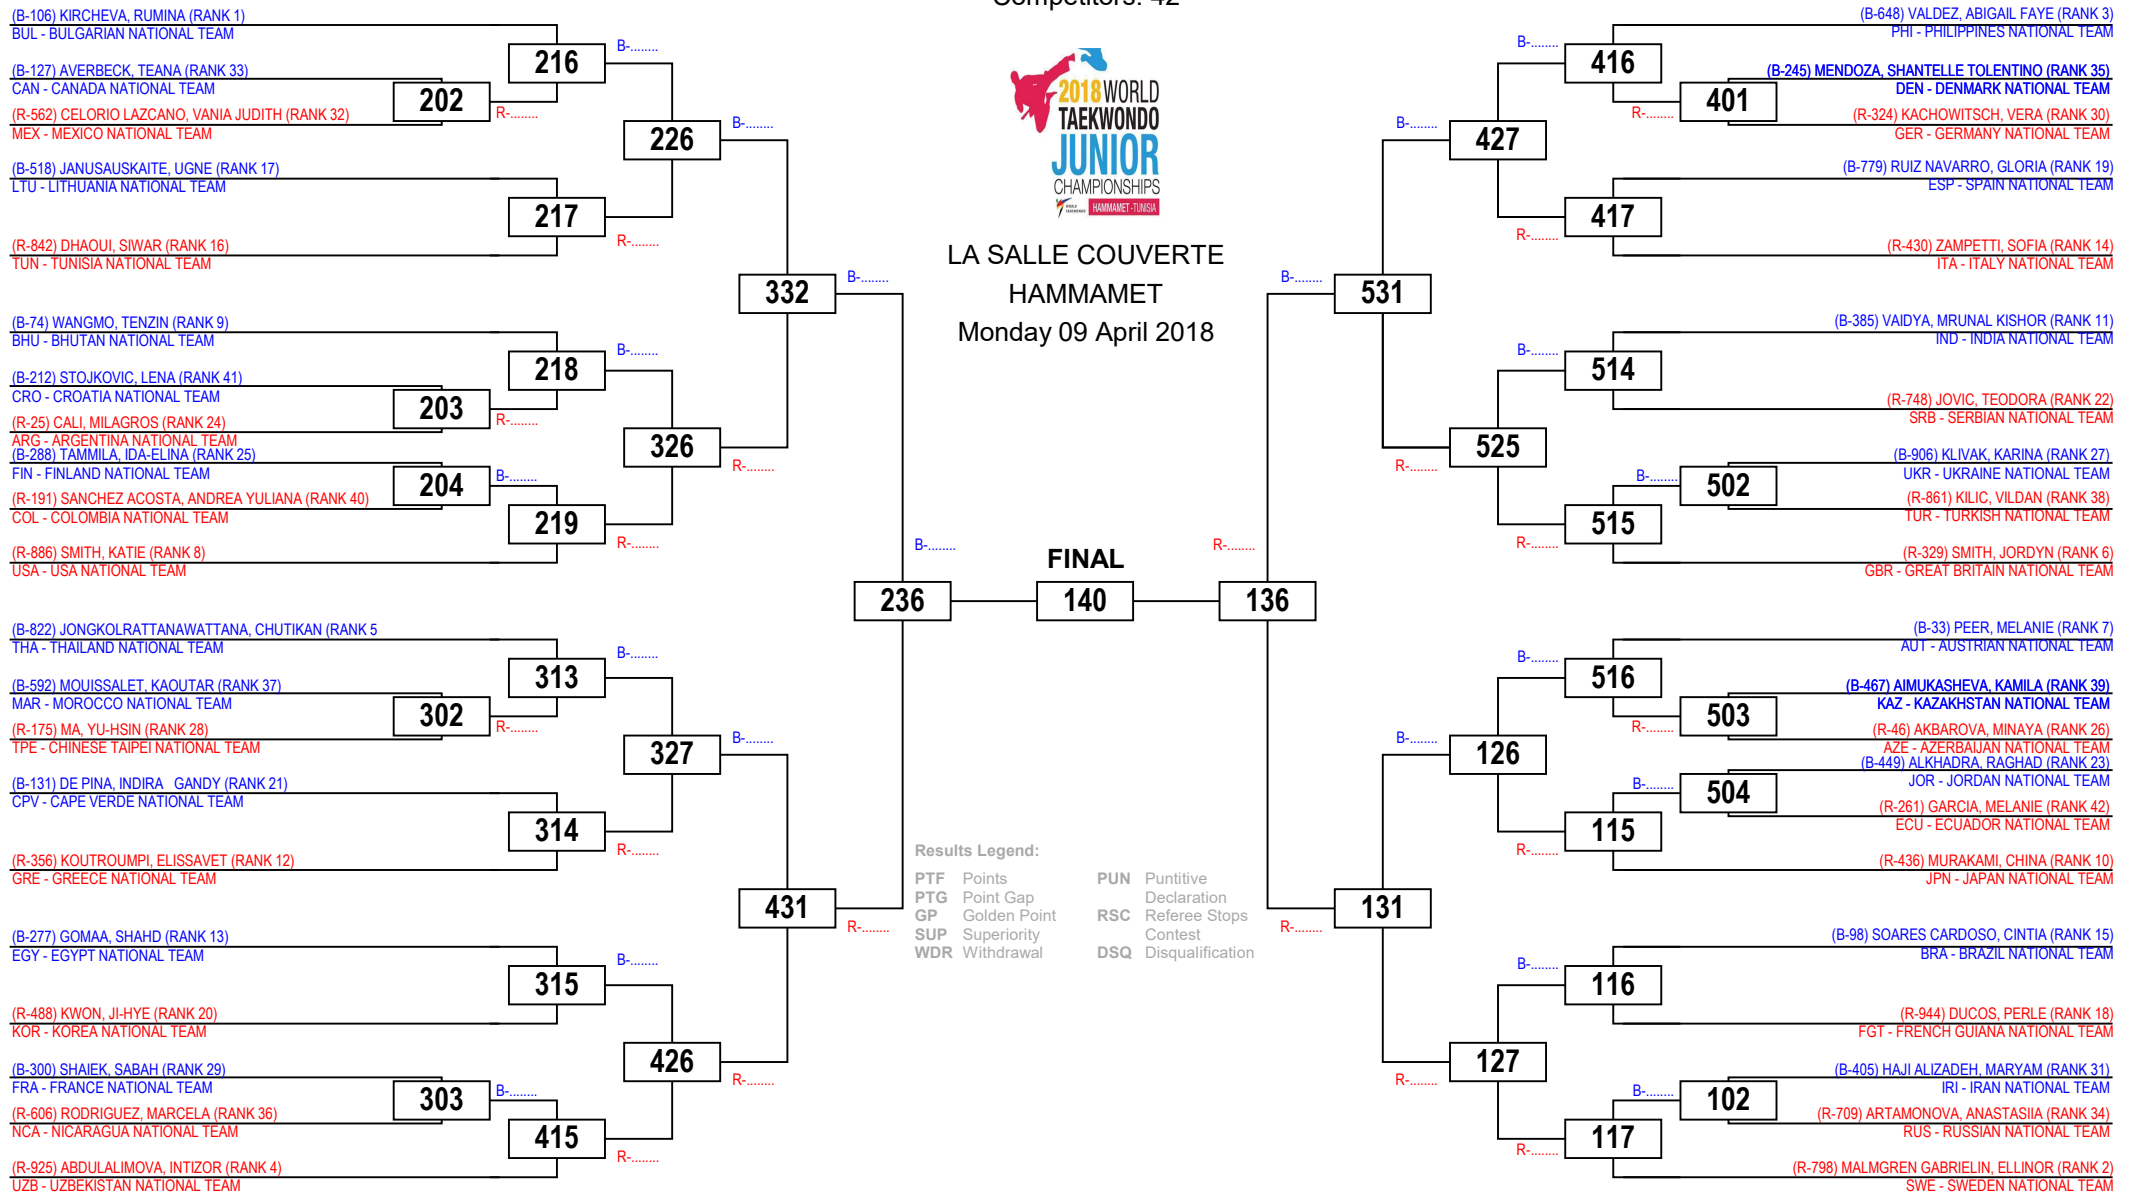 Competitors: 42
(B-106) KIRCHEVA, RUMINA (RANK 1)
BUL - BULGARIAN NATIONAL TEAM
216
B-........
(B-127) AVERBECK, TEANA (RANK 33)
CAN - CANADA NATIONAL TEAM
202
(R-562) CELORIO LAZCANO, VANIA JUDITH (RANK 32)
R-........
MEX - MEXICO NATIONAL TEAM
226
B-........
(B-518) JANUSAUSKAITE, UGNE (RANK 17)
LTU - LITHUANIA NATIONAL TEAM
217
(R-842) DHAOUI, SIWAR (RANK 16)
R-........
TUN - TUNISIA NATIONAL TEAM
332
B-........
(B-74) WANGMO, TENZIN (RANK 9)
BHU - BHUTAN NATIONAL TEAM
218
B-........
(B-212) STOJKOVIC, LENA (RANK 41)
CRO - CROATIA NATIONAL TEAM
203
(R-25) CALI, MILAGROS (RANK 24)
R-........
ARG - ARGENTINA NATIONAL TEAM
326
R-........
(B-288) TAMMILA, IDA-ELINA (RANK 25)
FIN - FINLAND NATIONAL TEAM
204
B-........
(R-191) SANCHEZ ACOSTA, ANDREA YULIANA (RANK 40)
COL - COLOMBIA NATIONAL TEAM
219
R-........
(R-886) SMITH, KATIE (RANK 8)
USA - USA NATIONAL TEAM
236
B-........
(B-822) JONGKOLRATTANAWATTANA, CHUTIKAN (RANK 5
THA - THAILAND NATIONAL TEAM
313
B-........
(B-592) MOUISSALET, KAOUTAR (RANK 37)
MAR - MOROCCO NATIONAL TEAM
302
(R-175) MA, YU-HSIN (RANK 28)
R-........
TPE - CHINESE TAIPEI NATIONAL TEAM
327
B-........
(B-131) DE PINA, INDIRA GANDY (RANK 21)
CPV - CAPE VERDE NATIONAL TEAM
314
R-........
(R-356) KOUTROUMPI, ELISSAVET (RANK 12)
GRE - GREECE NATIONAL TEAM
431
R-........
(B-277) GOMAA, SHAHD (RANK 13)
EGY - EGYPT NATIONAL TEAM
315
B-........
(R-488) KWON, JI-HYE (RANK 20)
KOR - KOREA NATIONAL TEAM
426
R-........
(B-300) SHAIEK, SABAH (RANK 29)
FRA - FRANCE NATIONAL TEAM
303
B-........
(R-606) RODRIGUEZ, MARCELA (RANK 36)
NCA - NICARAGUA NATIONAL TEAM
415
R-........
(R-925) ABDULALIMOVA, INTIZOR (RANK 4)
UZB - UZBEKISTAN NATIONAL TEAM
2018 WORLD
TAEKWONDO
JUNIOR
CHAMPIONSHIPS
HAMMAMET - TUNISIA
LA SALLE COUVERTE
HAMMAMET
Monday 09 April 2018
FINAL
140
Results Legend:
PTF Points
PTG Point Gap
GP Golden Point
SUP Superiority
WDR Withdrawal
PUN Puntitive
Declaration
RSC Referee Stops
Contest
DSQ Disqualification
(B-648) VALDEZ, ABIGAIL FAYE (RANK 3)
PHI - PHILIPPINES NATIONAL TEAM
B-........
416
(B-245) MENDOZA, SHANTELLE TOLENTINO (RANK 35)
DEN - DENMARK NATIONAL TEAM
401
R-........
(R-324) KACHOWITSCH, VERA (RANK 30)
GER - GERMANY NATIONAL TEAM
B-........
427
(B-779) RUIZ NAVARRO, GLORIA (RANK 19)
ESP - SPAIN NATIONAL TEAM
417
R-........
(R-430) ZAMPETTI, SOFIA (RANK 14)
ITA - ITALY NATIONAL TEAM
B-........
531
(B-385) VAIDYA, MRUNAL KISHOR (RANK 11)
IND - INDIA NATIONAL TEAM
B-........
514
(R-748) JOVIC, TEODORA (RANK 22)
SRB - SERBIAN NATIONAL TEAM
525
R-........
(B-906) KLIVAK, KARINA (RANK 27)
UKR - UKRAINE NATIONAL TEAM
B-........
502
(R-861) KILIC, VILDAN (RANK 38)
TUR - TURKISH NATIONAL TEAM
515
R-........
(R-329) SMITH, JORDYN (RANK 6)
GBR - GREAT BRITAIN NATIONAL TEAM
R-........
136
(B-33) PEER, MELANIE (RANK 7)
AUT - AUSTRIAN NATIONAL TEAM
B-........
516
(B-467) AIMUKASHEVA, KAMILA (RANK 39)
KAZ - KAZAKHSTAN NATIONAL TEAM
503
R-........
(R-46) AKBAROVA, MINAYA (RANK 26)
AZE - AZERBAIJAN NATIONAL TEAM
B-........
126
(B-449) ALKHADRA, RAGHAD (RANK 23)
JOR - JORDAN NATIONAL TEAM
B-........
504
(R-261) GARCIA, MELANIE (RANK 42)
ECU - ECUADOR NATIONAL TEAM
115
R-........
(R-436) MURAKAMI, CHINA (RANK 10)
JPN - JAPAN NATIONAL TEAM
131
R-........
(B-98) SOARES CARDOSO, CINTIA (RANK 15)
BRA - BRAZIL NATIONAL TEAM
B-........
116
(R-944) DUCOS, PERLE (RANK 18)
FGT - FRENCH GUIANA NATIONAL TEAM
127
R-........
(B-405) HAJI ALIZADEH, MARYAM (RANK 31)
IRI - IRAN NATIONAL TEAM
B-........
102
(R-709) ARTAMONOVA, ANASTASIIA (RANK 34)
RUS - RUSSIAN NATIONAL TEAM
117
R-........
(R-798) MALMGREN GABRIELIN, ELLINOR (RANK 2)
SWE - SWEDEN NATIONAL TEAM